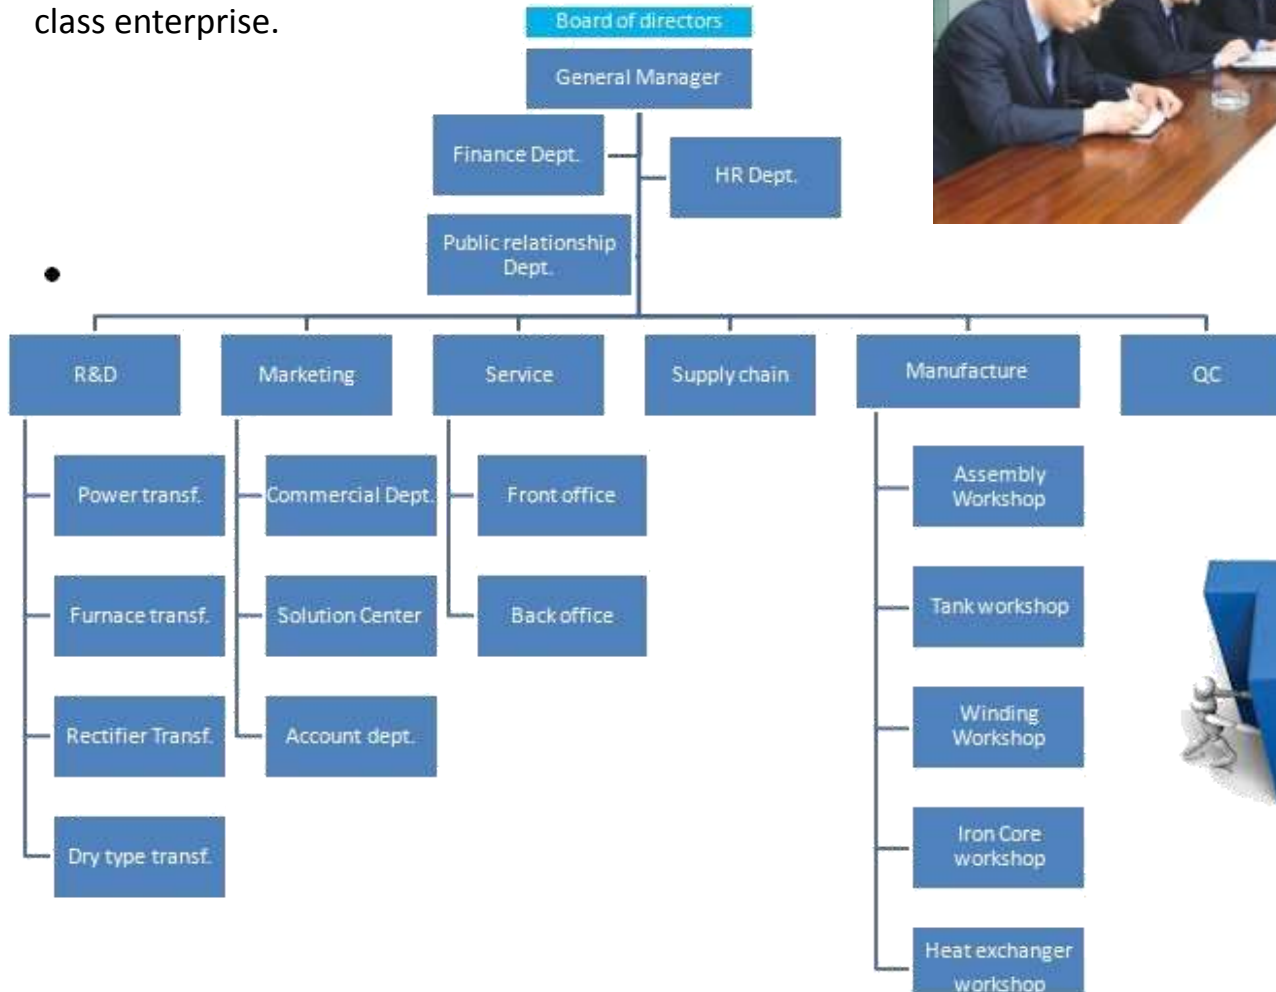 class enterprise.
Board of directors
General Manager
Finance Dept.
HR Dept.
Public relationship
Dept.
R&D
Marketing
Service
Supply chain
Manufacture
QC
Power transf.
Commercial Dept.
Front office
Assembly
Workshop
Furnace transf.
Solution Center
Back office
Tank workshop
Rectifier Transf.
Account dept.
Winding
Workshop
Dry type transf.
Iron Core
workshop
Heat exchanger
workshop